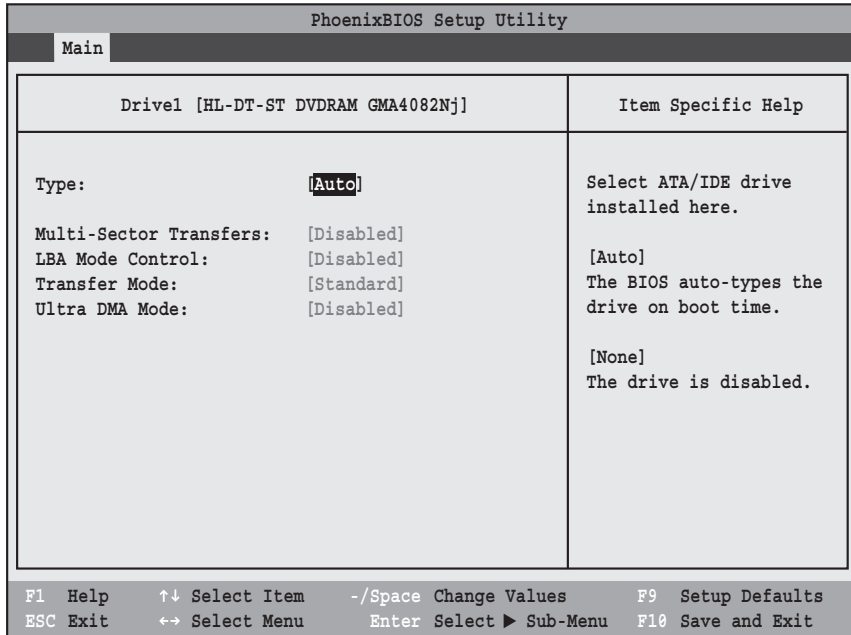 PhoenixBIOS Setup Utility
Main
Drive1 [HL-DT-ST DVDRAM GMA4082Nj]
Item Specific Help
Type: [Auto]
Multi-Sector Transfers: [Disabled]
LBA Mode Control: [Disabled]
Transfer Mode: [Standard]
Ultra DMA Mode: [Disabled]
Select ATA/IDE drive
installed here.
[Auto]
The BIOS auto-types the
drive on boot time.
[None]
The drive is disabled.
F1 Help ↑↓ Select Item -/Space Change Values F9 Setup Defaults
ESC Exit ←→ Select Menu Enter Select ▶ Sub-Menu F10 Save and Exit